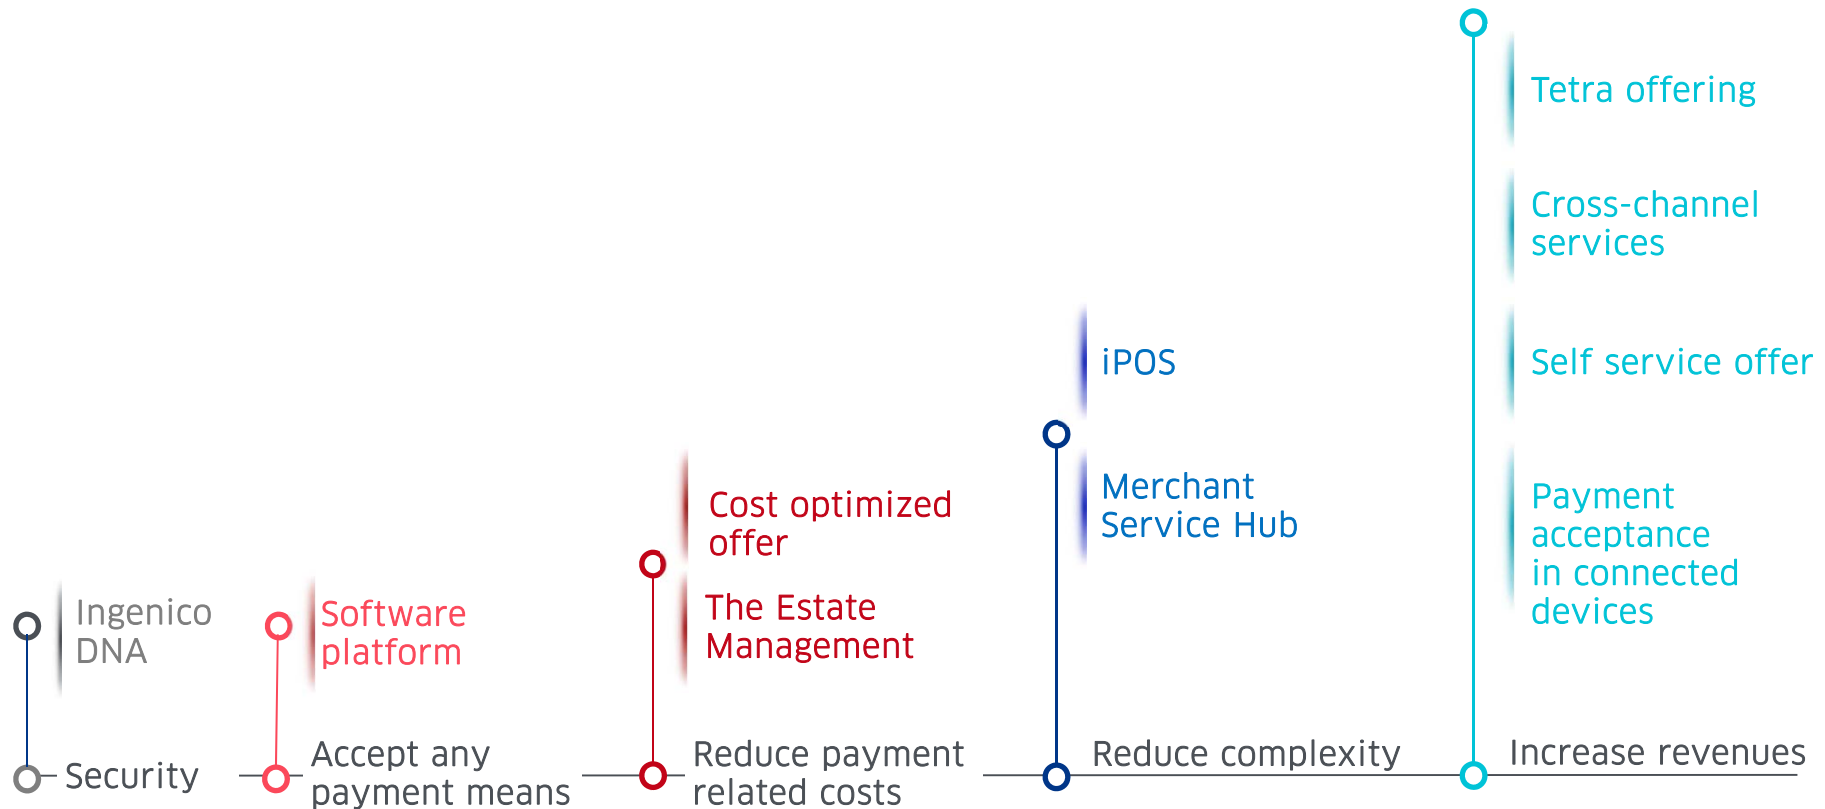 Tetra offering
Cross-channel
services
Self service offer
Payment
acceptance
in connected
devices
iPOS
Merchant
Service Hub
Cost optimized
offer
The Estate
Management
Software
platform
Ingenico
DNA
Security
Accept any
payment means
Reduce payment
related costs
Reduce complexity
Increase revenues